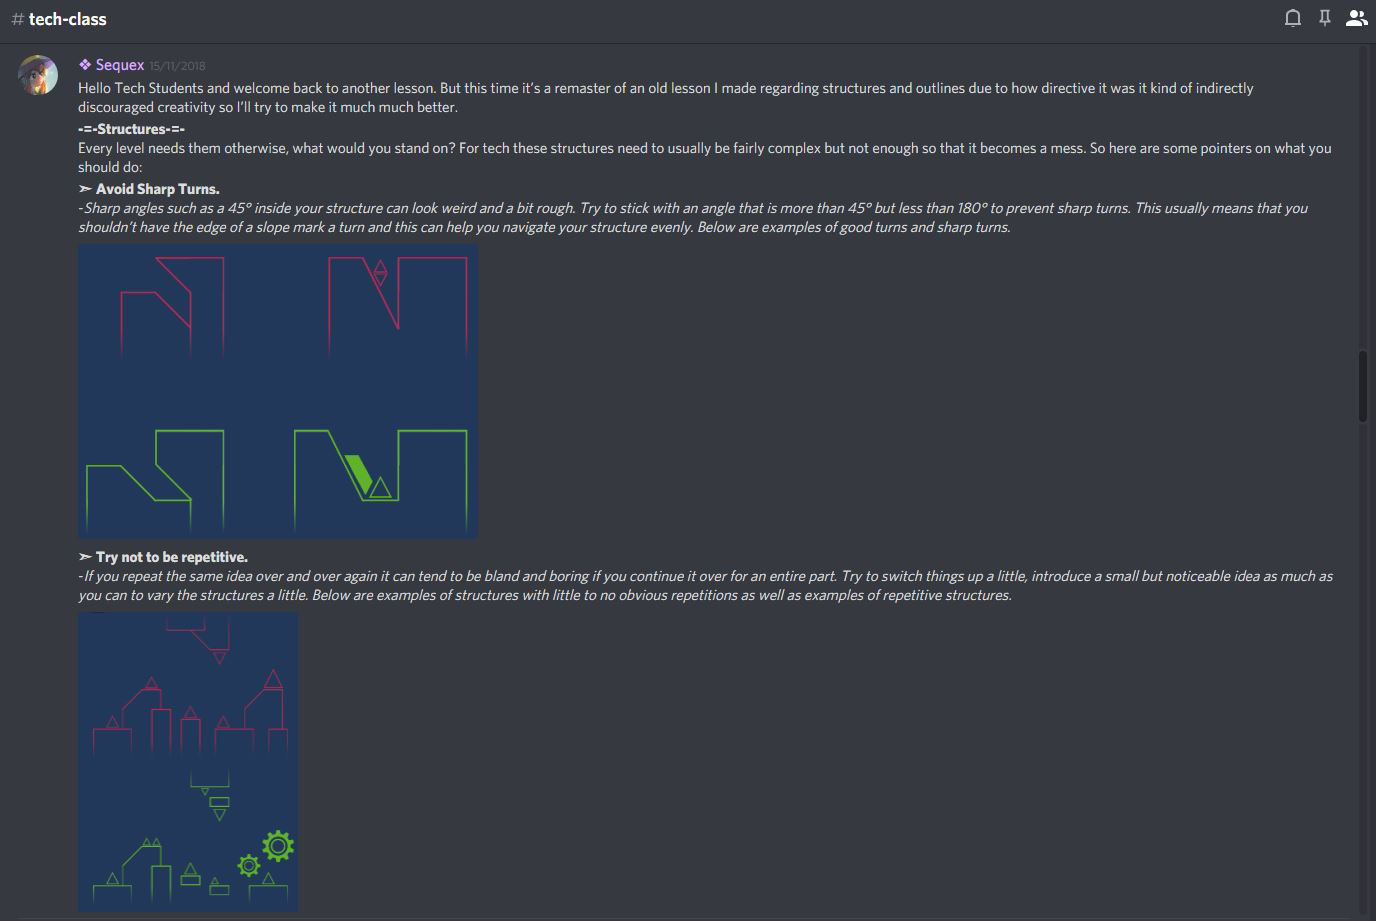 # tech-class
❖ Sequex 15/11/2018
Hello Tech Students and welcome back to another lesson. But this time it's a remaster of an old lesson I made regarding structures and outlines due to how directive it was it kind of indirectly
discouraged creativity so I'll try to make it much much better.
-=-Structures-=-
Every level needs them otherwise, what would you stand on? For tech these structures need to usually be fairly complex but not enough so that it becomes a mess. So here are some pointers on what you
should do:
➣ Avoid Sharp Turns.
-Sharp angles such as a 45° inside your structure can look weird and a bit rough. Try to stick with an angle that is more than 45° but less than 180° to prevent sharp turns. This usually means that you
shouldn't have the edge of a slope mark a turn and this can help you navigate your structure evenly. Below are examples of good turns and sharp turns.
➣ Try not to be repetitive.
-If you repeat the same idea over and over again it can tend to be bland and boring if you continue it over for an entire part. Try to switch things up a little, introduce a small but noticeable idea as much as
you can to vary the structures a little. Below are examples of structures with little to no obvious repetitions as well as examples of repetitive structures.